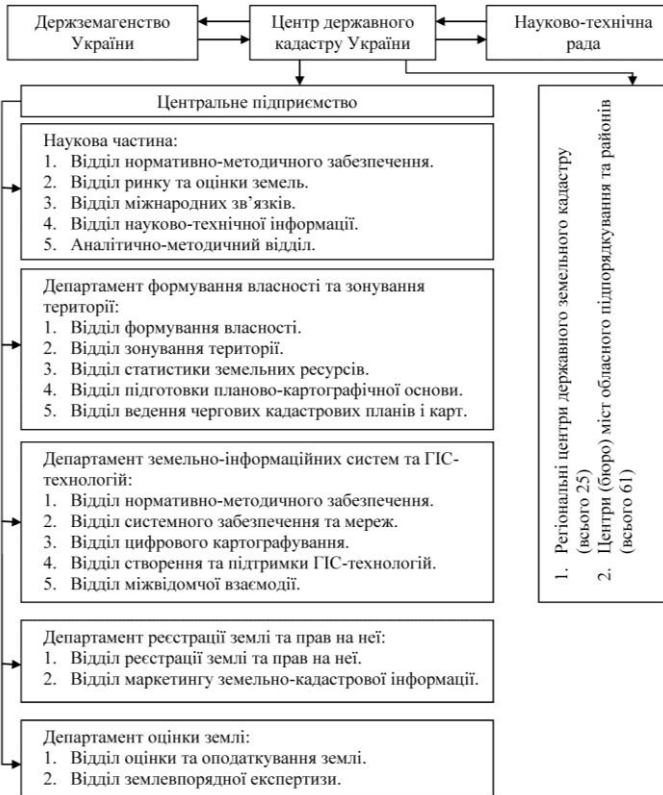 Держземагенство
України
Центр державного
кадастру України
Науково-технічна
рада
Центральне підприємство
Наукова частина:
1. Відділ нормативно-методичного забезпечення.
2. Відділ ринку та оцінки земель.
3. Відділ міжнародних зв’язків.
4. Відділ науково-технічної інформації.
5. Аналітично-методичний відділ.
Департамент формування власності та зонування
території:
1. Відділ формування власності.
2. Відділ зонування території.
3. Відділ статистики земельних ресурсів.
4. Відділ підготовки планово-картографічної основи.
5. Відділ ведення чергових кадастрових планів і карт.
Департамент земельно-інформаційних систем та ГІС-
технологій:
1. Відділ нормативно-методичного забезпечення.
2. Відділ системного забезпечення та мереж.
3. Відділ цифрового картографування.
4. Відділ створення та підтримки ГІС-технологій.
5. Відділ міжвідомчої взаємодії.
Департамент реєстрації землі та прав на неї:
1. Відділ реєстрації землі та прав на неї.
2. Відділ маркетингу земельно-кадастрової інформації.
Департамент оцінки землі:
1. Відділ оцінки та оподаткування землі.
2. Відділ землевпорядної експертизи.
1. Регіональні центри державного земельного кадастру
(всього 25)
2. Центри (бюро) міст обласного підпорядкування та районів
(всього 61)